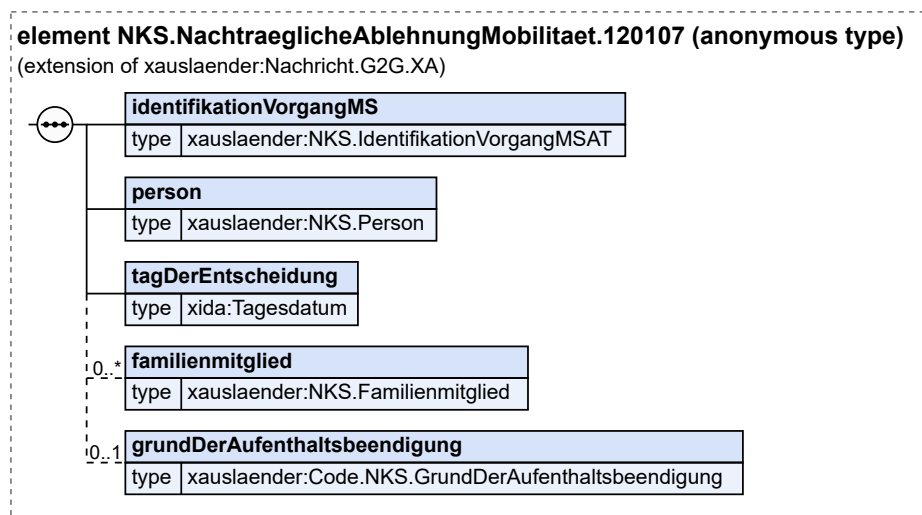 element NKS.NachtraeglicheAblehnungMobilitaet.120107 (anonymous type)
(extension of xauslaender:Nachricht.G2G.XA)
identifikationVorgangMS
type xauslaender:NKS.IdentifikationVorgangMSAT
person
type xauslaender:NKS.Person
tagDerEntscheidung
type xida:Tagesdatum
0..* familienmitglied
type xauslaender:NKS.Familienmitglied
0..1 grundDerAufenthaltsbeendigung
type xauslaender:Code.NKS.GrundDerAufenthaltsbeendigung